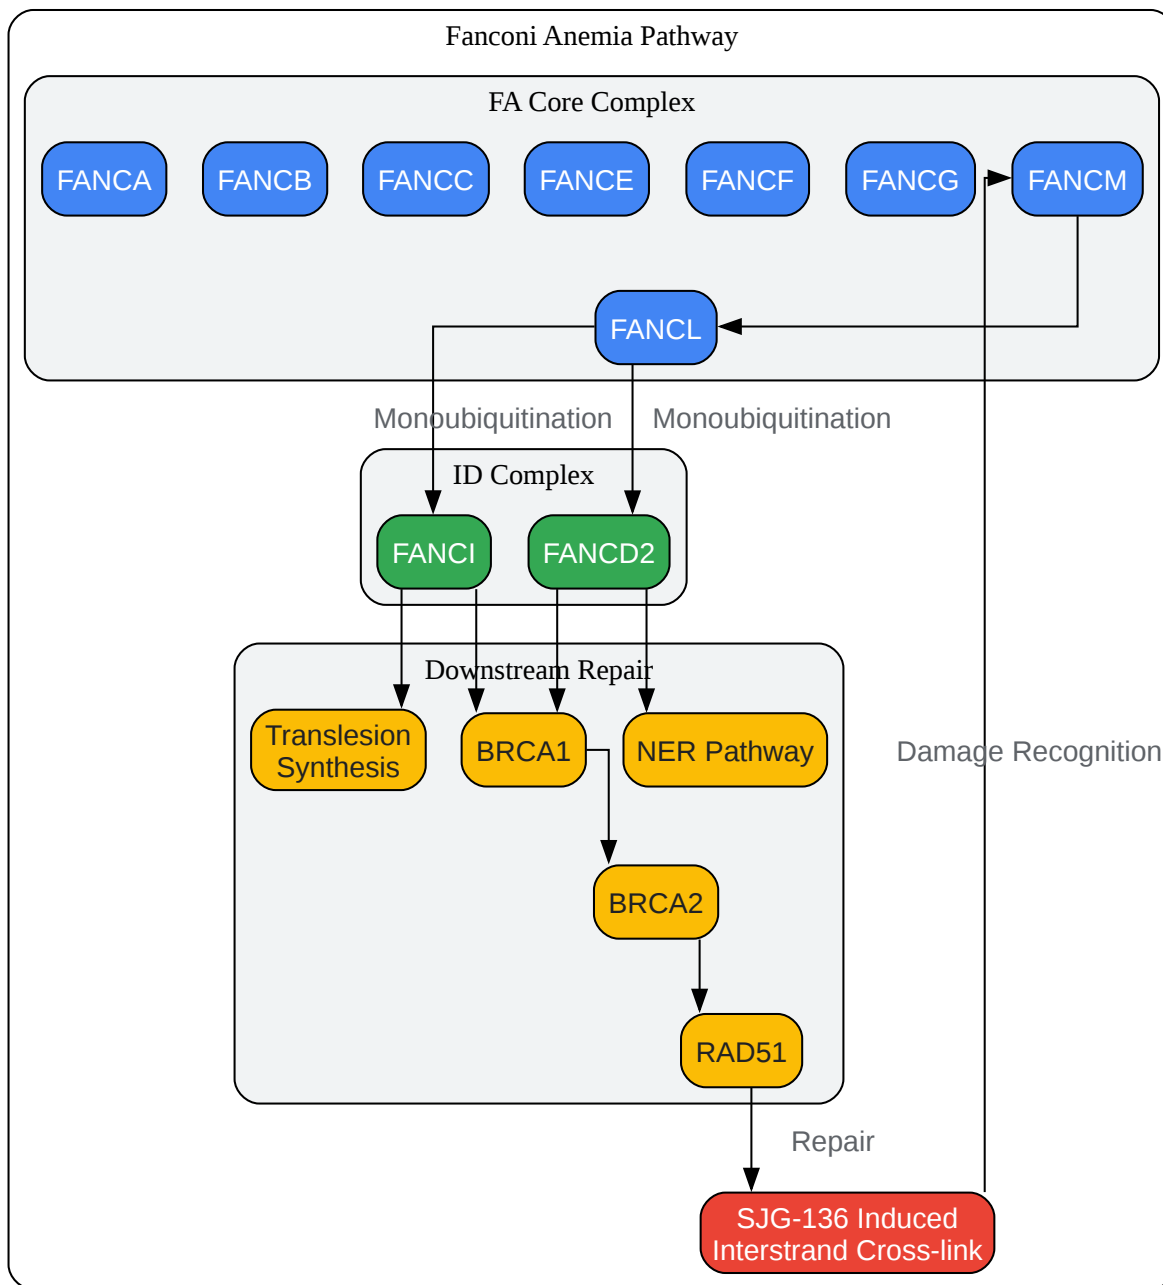 Fanconi Anemia Pathway
FA Core Complex
FANCA
FANCB
FANCC
FANCE
FANCF
FANCG
FANCM
FANCL
Monoubiquitination
Monoubiquitination
ID Complex
FANCI
FANCD2
Downstream Repair
Translesion
Synthesis
BRCA1
NER Pathway
Damage Recognition
BRCA2
RAD51
Repair
SJG-136 Induced
Interstrand Cross-link